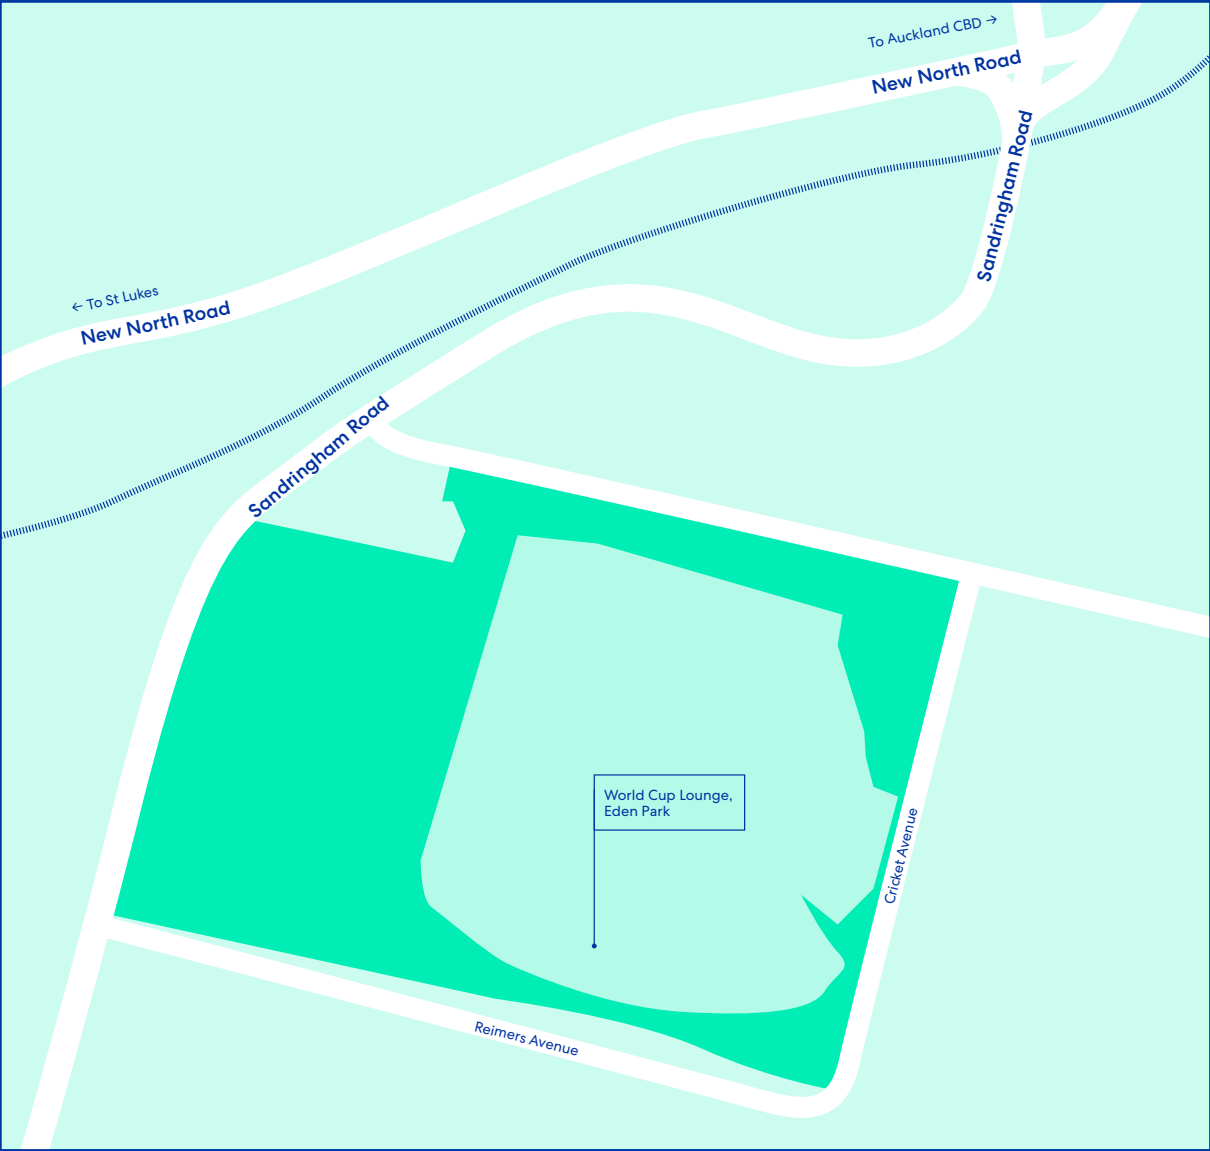 To Auckland CBD →
New North Road
Sandringham Road
← To St Lukes
New North Road
Sandringham Road
World Cup Lounge,
Eden Park
Cricket Avenue
Reimers Avenue